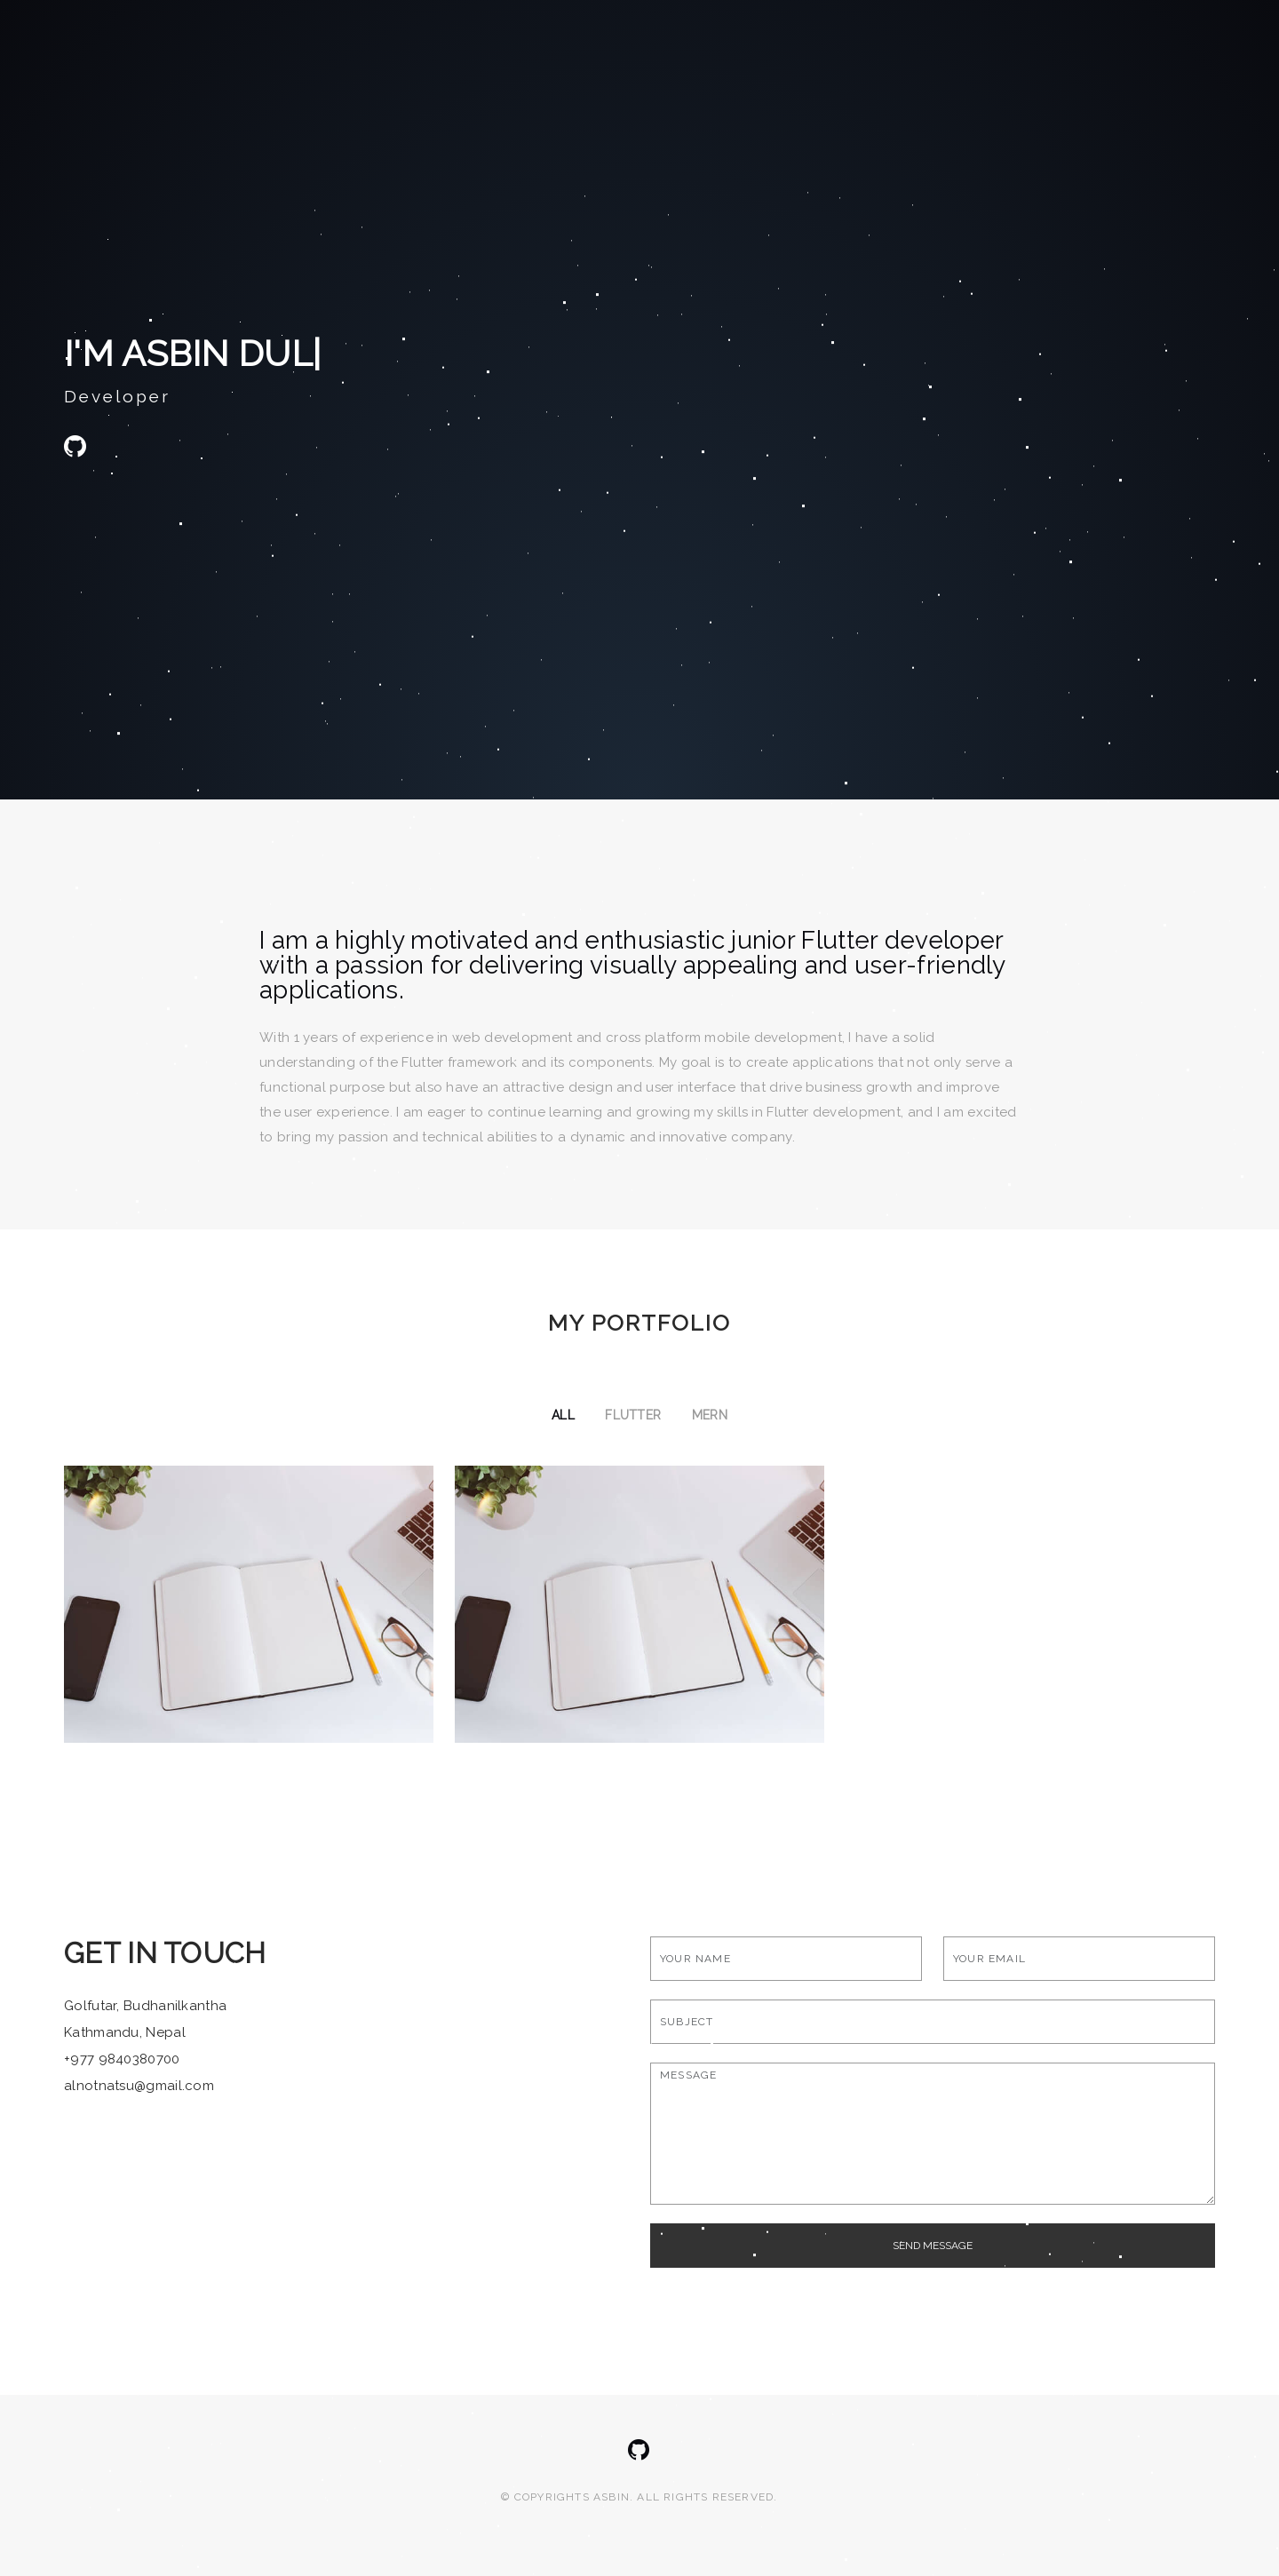 I'M ASBIN DUL|
Developer
I am a highly motivated and enthusiastic junior Flutter developer
with a passion for delivering visually appealing and user-friendly
applications.
With 1 years of experience in web development and cross platform mobile development, I have a solid
understanding of the Flutter framework and its components. My goal is to create applications that not only serve a
functional purpose but also have an attractive design and user interface that drive business growth and improve
the user experience. I am eager to continue learning and growing my skills in Flutter development, and I am excited
to bring my passion and technical abilities to a dynamic and innovative company.
MY PORTFOLIO
ALL FLUTTER MERN
GET IN TOUCH
Golfutar, Budhanilkantha
Kathmandu, Nepal
+977 9840380700
alnotnatsu@gmail.com
YOUR NAME YOUR EMAIL
SUBJECT
MESSAGE
SEND MESSAGE
© COPYRIGHTS ASBIN. ALL RIGHTS RESERVED.